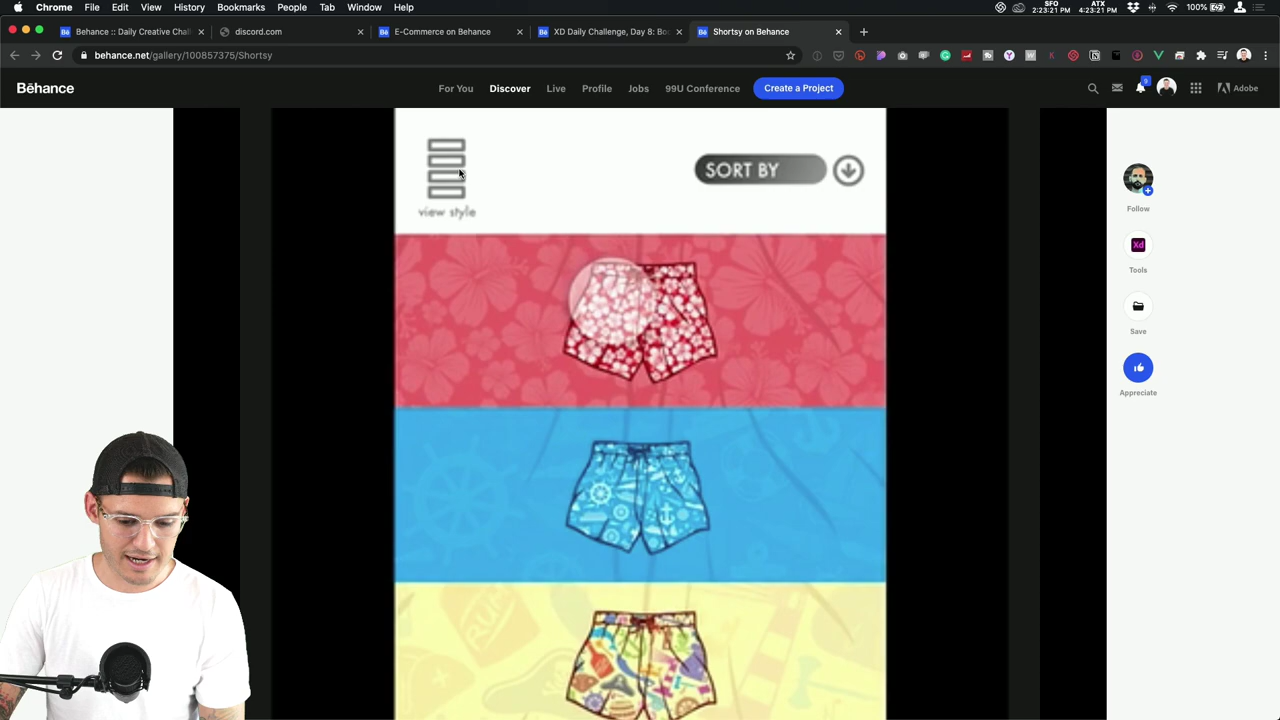 Chrome File Edit View History Bookmarks People Tab Window Help
SFO 2:23:21 PM ATX 4:23:21 PM 100%
Behance :: Daily Creative Chal
discord.com
E-Commerce on Behance
XD Daily Challenge, Day 8: Bo
Shortsy on Behance
behance.net/gallery/100857375/Shortsy
Bēhance
For You Discover Live Profile Jobs 99U Conference Create a Project
9
Adobe
SORT BY
view style
Follow
Xd
Tools
Save
Appreciate
RUM